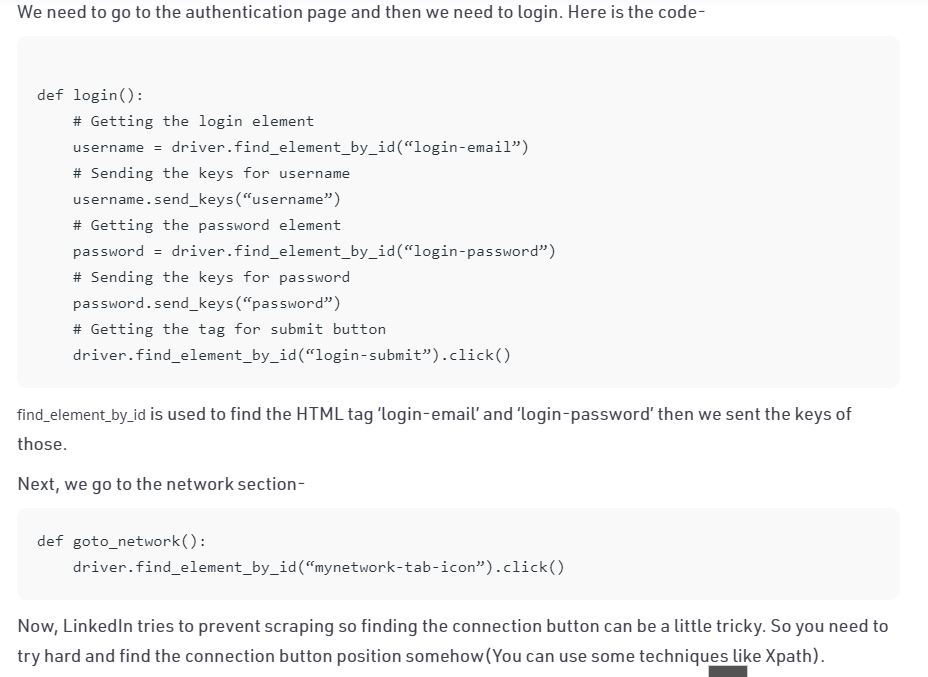 We need to go to the authentication page and then we need to login. Here is the code-
def login():
    # Getting the login element
    username = driver.find_element_by_id(“login-email”)
    # Sending the keys for username
    username.send_keys(“username”)
    # Getting the password element
    password = driver.find_element_by_id(“login-password”)
    # Sending the keys for password
    password.send_keys(“password”)
    # Getting the tag for submit button
    driver.find_element_by_id(“login-submit”).click()
find_element_by_id is used to find the HTML tag ‘login-email’ and ‘login-password’ then we sent the keys of
those.
Next, we go to the network section-
def goto_network():
    driver.find_element_by_id(“mynetwork-tab-icon”).click()
Now, LinkedIn tries to prevent scraping so finding the connection button can be a little tricky. So you need to
try hard and find the connection button position somehow(You can use some techniques like Xpath).